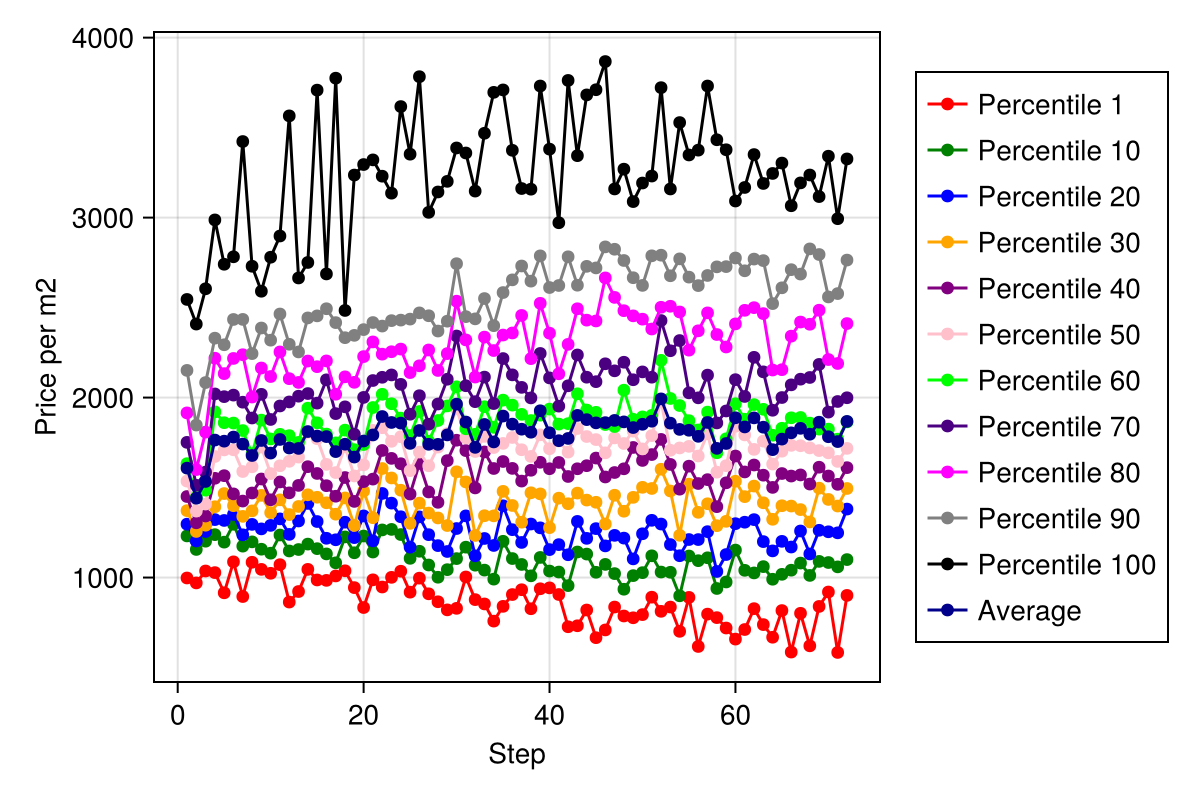 4000
3000
2000
1000
Price per m2
0 20 40 60
Step
Percentile 1
Percentile 10
Percentile 20
Percentile 30
Percentile 40
Percentile 50
Percentile 60
Percentile 70
Percentile 80
Percentile 90
Percentile 100
Average